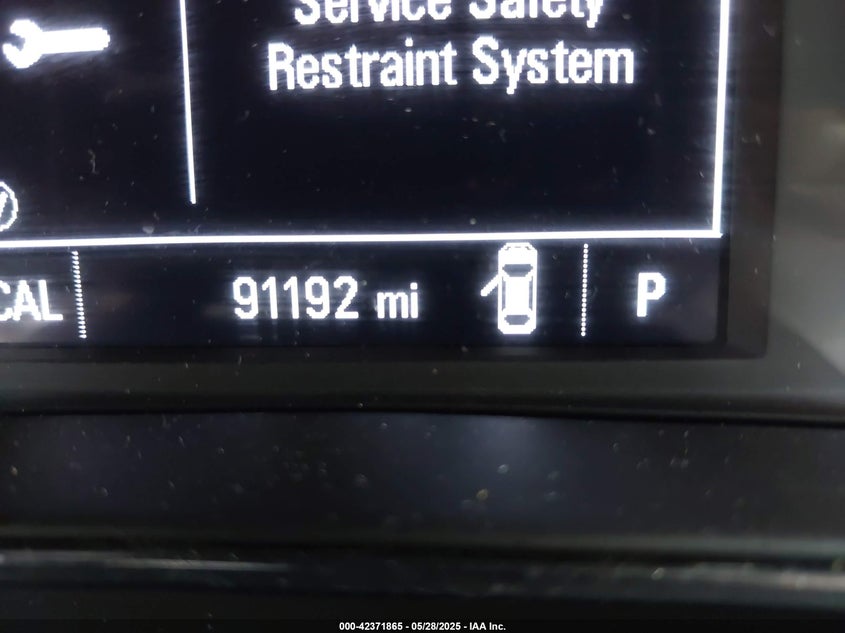 Service Safety
Restraint System
CAL
91192 mi
P
000-42371865 - 05/28/2025 - IAA Inc.